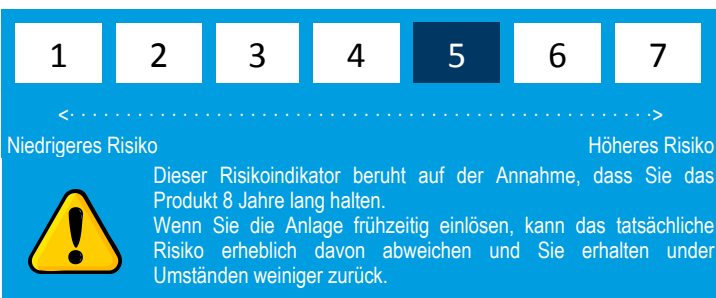 1 2 3 4 5 6 7
<· · · · · · · · · · · · · · · · · · · · · · · · · · · · · · · · · · · · · · · · · · · · · · · · · · · ·>
Niedrigeres Risiko Höheres Risiko
Dieser Risikoindikator beruht auf der Annahme, dass Sie das
Produkt 8 Jahre lang halten.
Wenn Sie die Anlage frühzeitig einlösen, kann das tatsächliche
Risiko erheblich davon abweichen und Sie erhalten under
Umständen weiniger zurück.